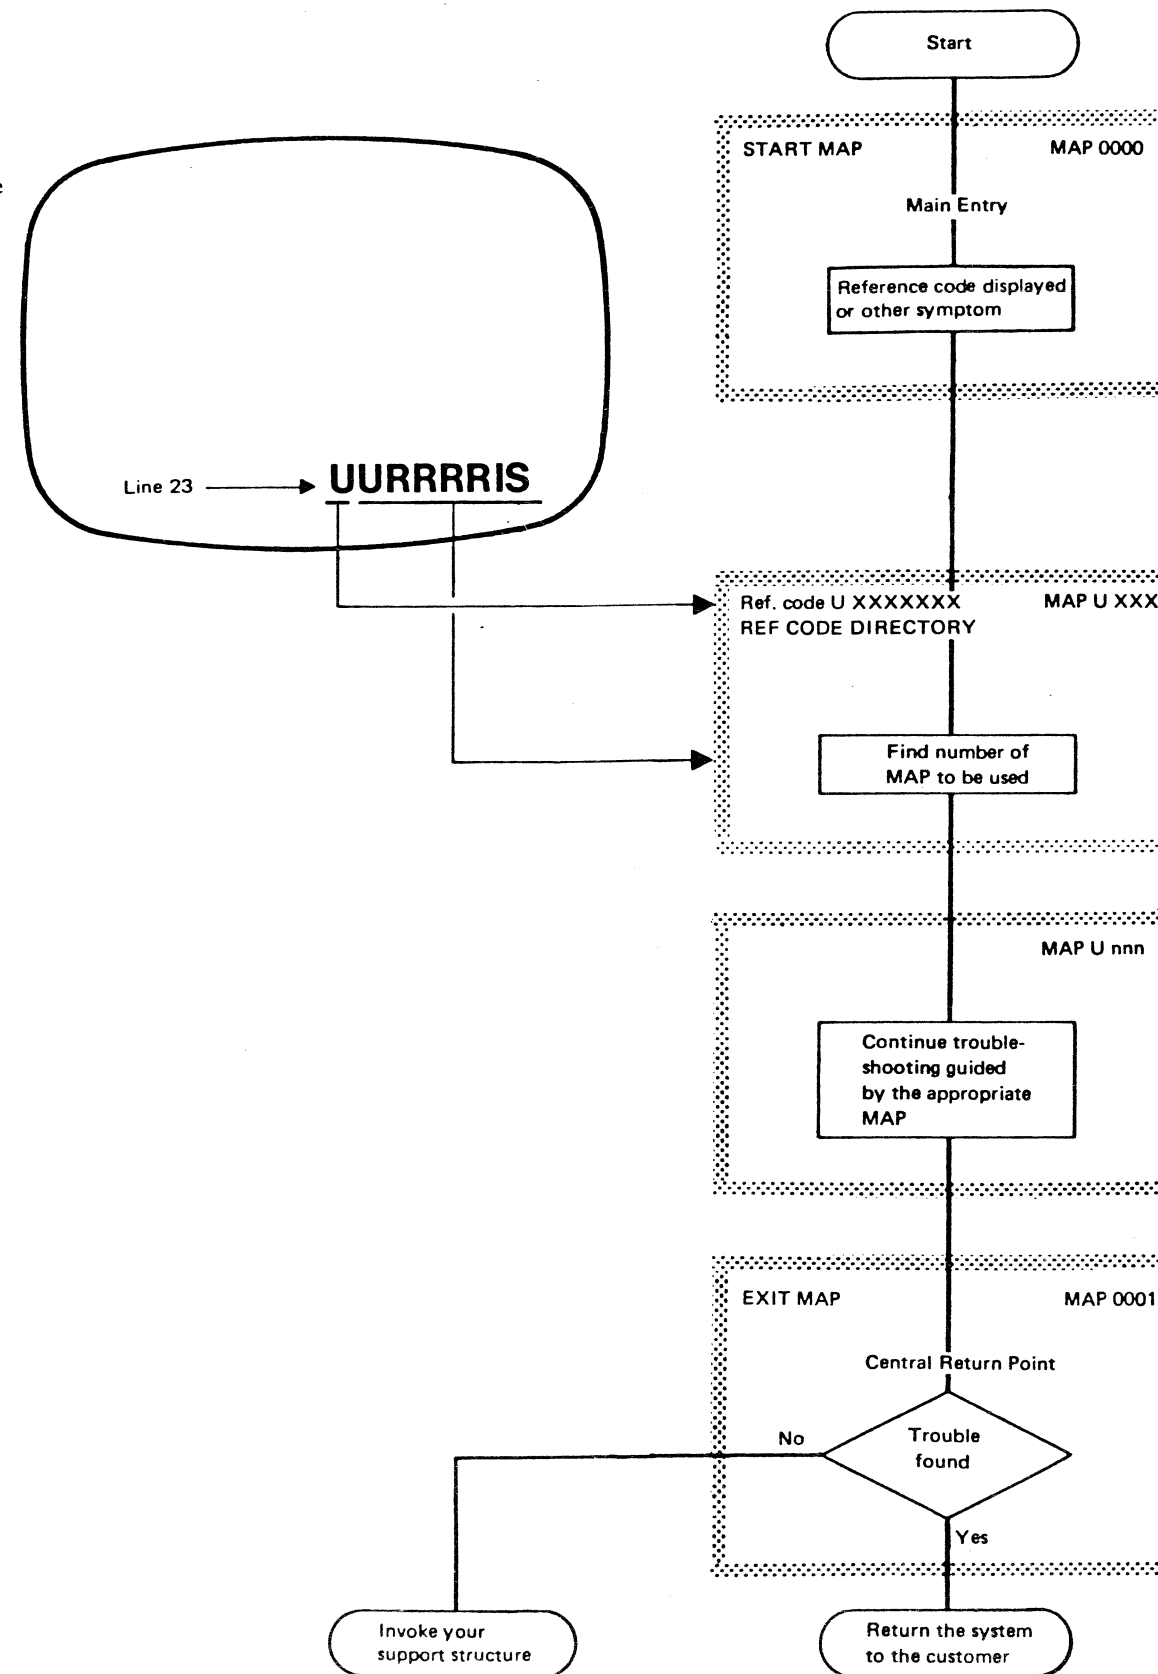 Start
START MAP MAP 0000
Main Entry
Reference code displayed
or other symptom
Line 23 UURRRRIS
Ref. code U XXXXXXX MAP U XXX
REF CODE DIRECTORY
Find number of
MAP to be used
MAP U nnn
Continue trouble-
shooting guided
by the appropriate
MAP
EXIT MAP MAP 0001
Central Return Point
Trouble
found
No
Yes
Invoke your
support structure
Return the system
to the customer